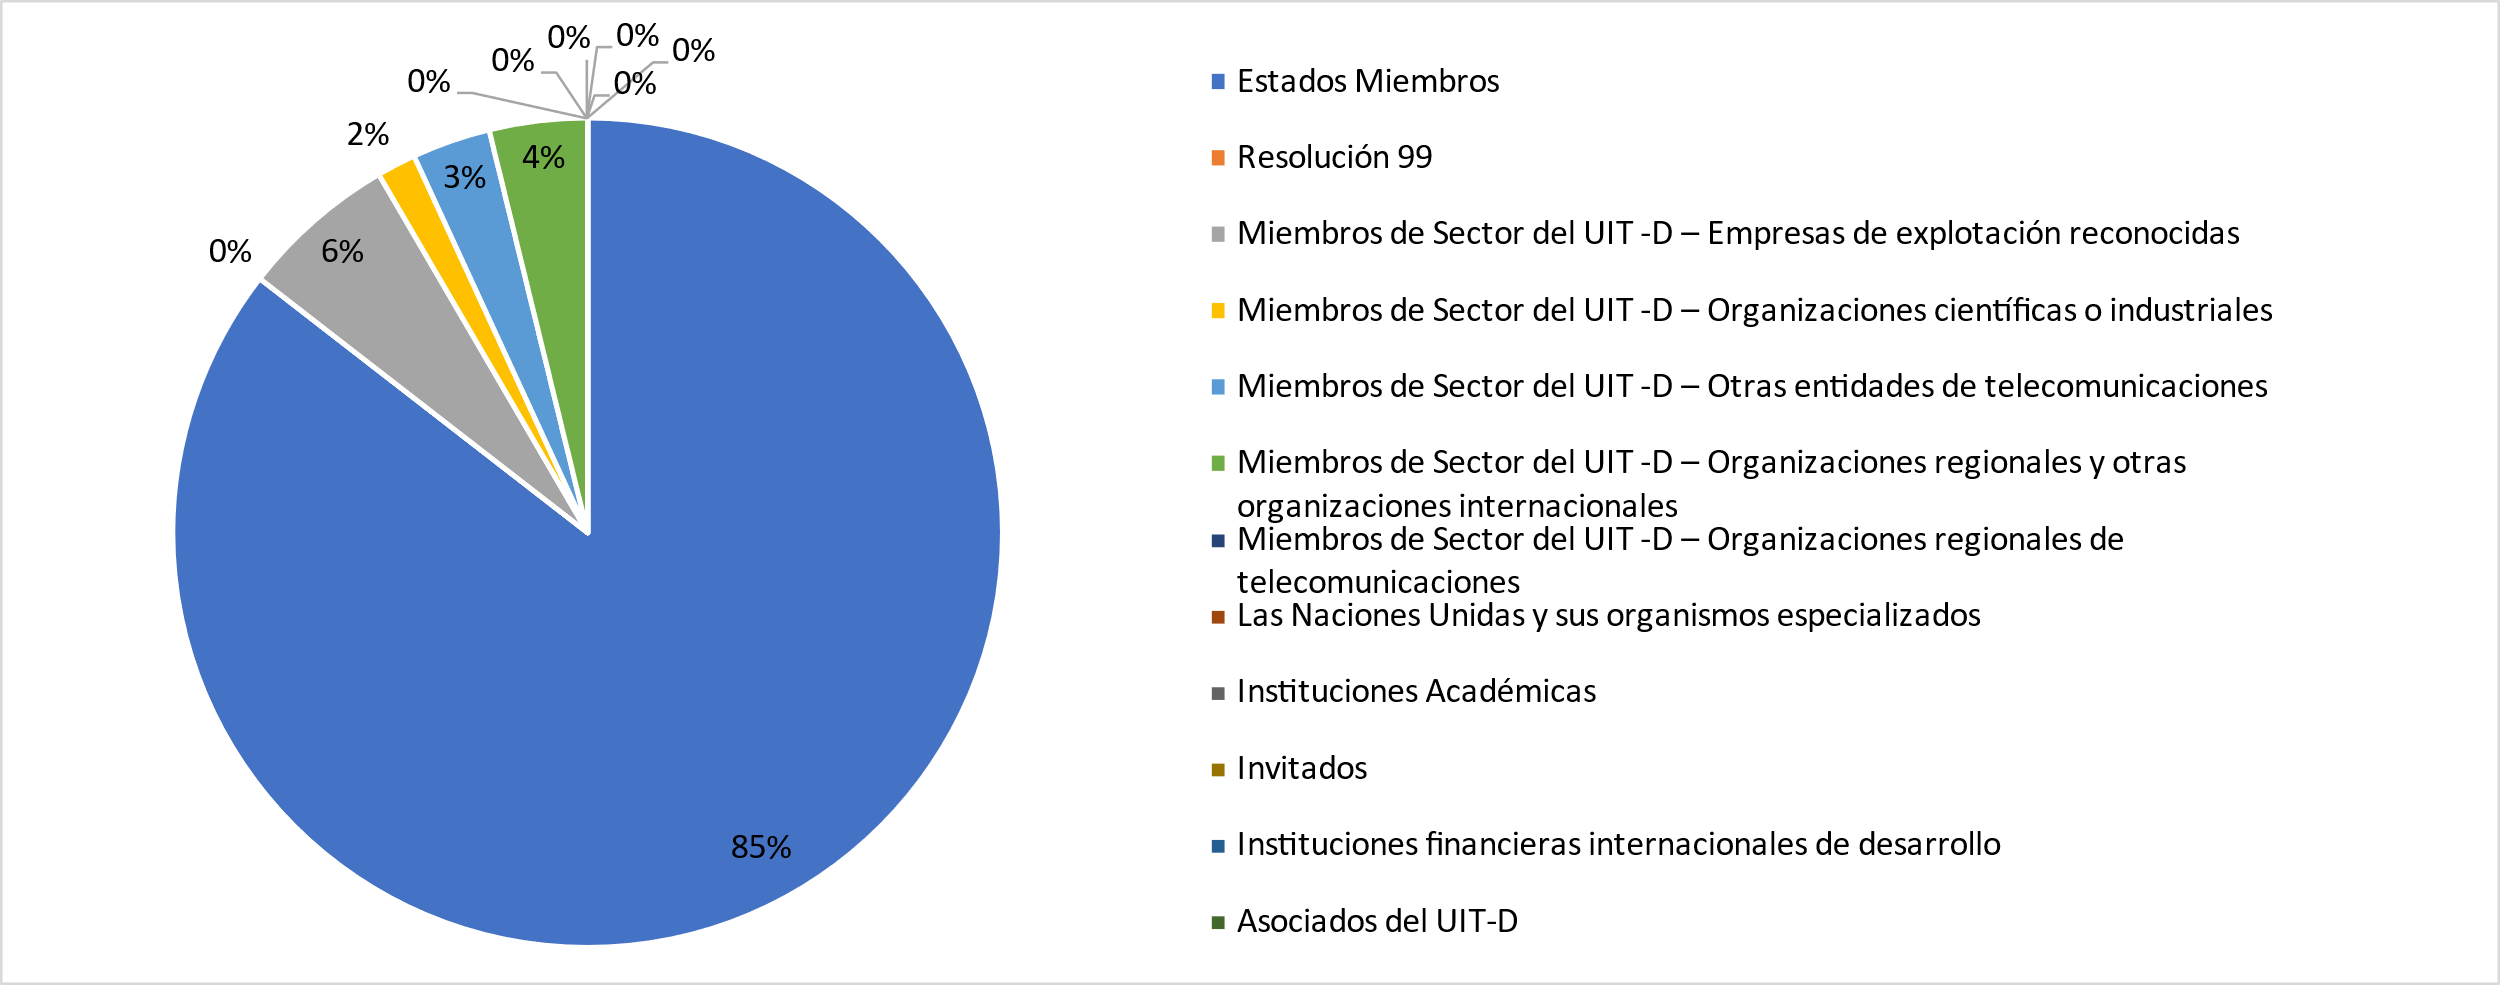 0%
0%
0%
0%
0%
0%
2%
3%
4%
0%
6%
85%
Estados Miembros
Resolución 99
Miembros de Sector del UIT -D – Empresas de explotación reconocidas
Miembros de Sector del UIT -D – Organizaciones científicas o industriales
Miembros de Sector del UIT -D – Otras entidades de telecomunicaciones
Miembros de Sector del UIT -D – Organizaciones regionales y otras
organizaciones internacionales
Miembros de Sector del UIT -D – Organizaciones regionales de
telecomunicaciones
Las Naciones Unidas y sus organismos especializados
Instituciones Académicas
Invitados
Instituciones financieras internacionales de desarrollo
Asociados del UIT-D